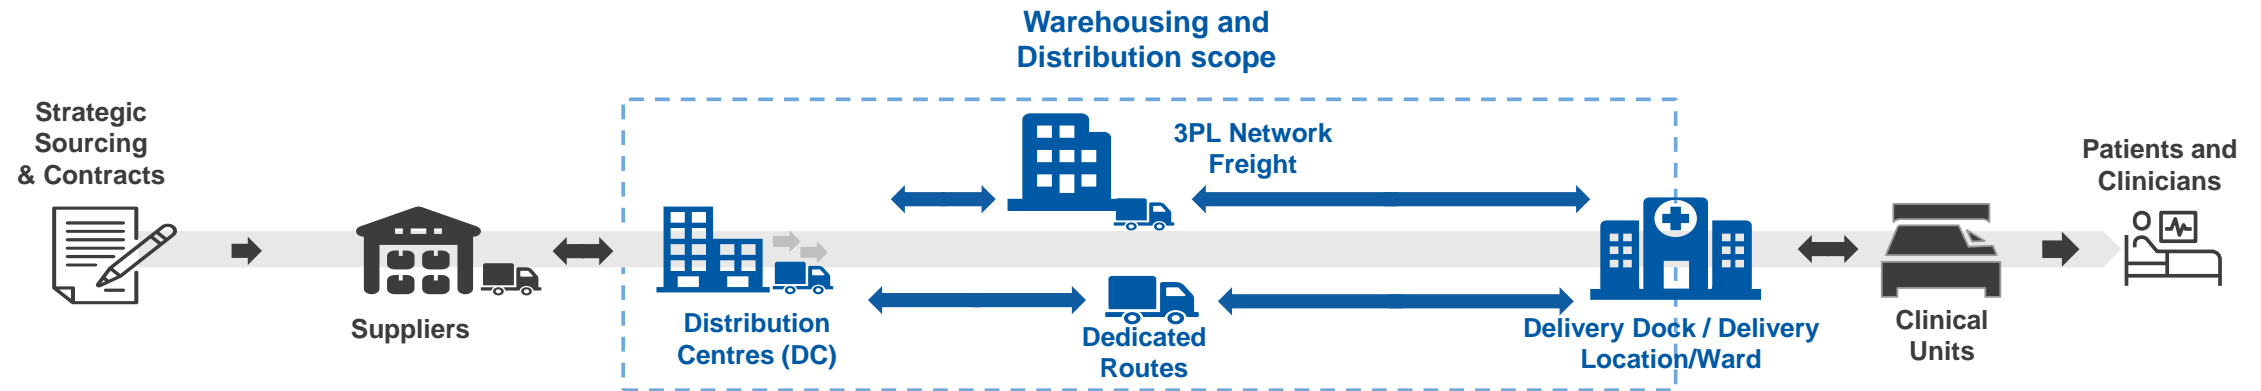 Warehousing and
Distribution scope
Strategic
Sourcing
& Contracts
Suppliers
Distribution
Centres (DC)
3PL Network
Freight
Dedicated
Routes
Delivery Dock / Delivery
Location/Ward
Clinical
Units
Patients and
Clinicians